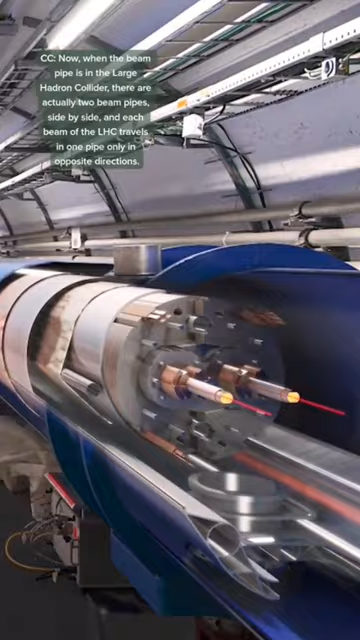 CC: Now, when the beam
pipe is in the Large
Hadron Collider, there are
actually two beam pipes,
side by side, and each
beam of the LHC travels
in one pipe only in
opposite directions.